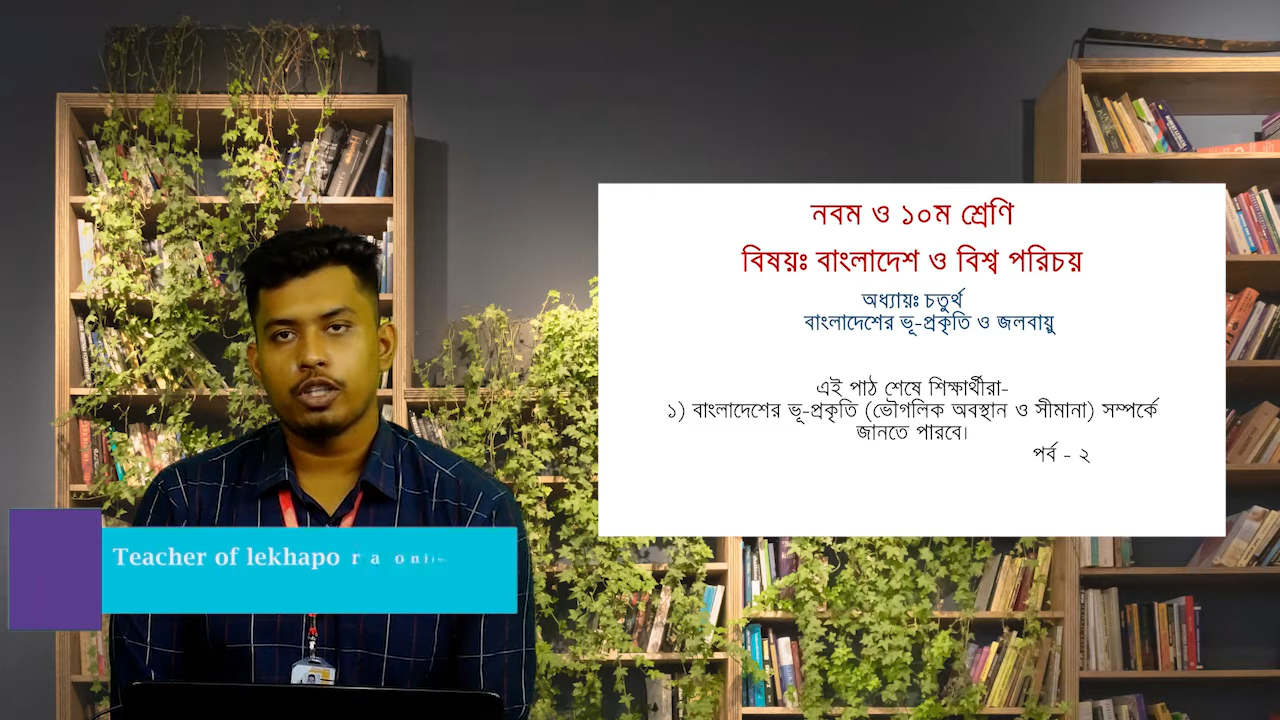 নবম ও ১০ম শ্রেণি
বিষয়ঃ বাংলাদেশ ও বিশ্ব পরিচয়
অধ্যায়ঃ চতুর্থ
বাংলাদেশের ভূ-প্রকৃতি ও জলবায়ু
এই পাঠ শেষে শিক্ষার্থীরা-
১) বাংলাদেশের ভূ-প্রকৃতি (ভৌগলিক অবস্থান ও সীমানা) সম্পর্কে
জানতে পারবে।
পর্ব - ২
Teacher of lekhapora